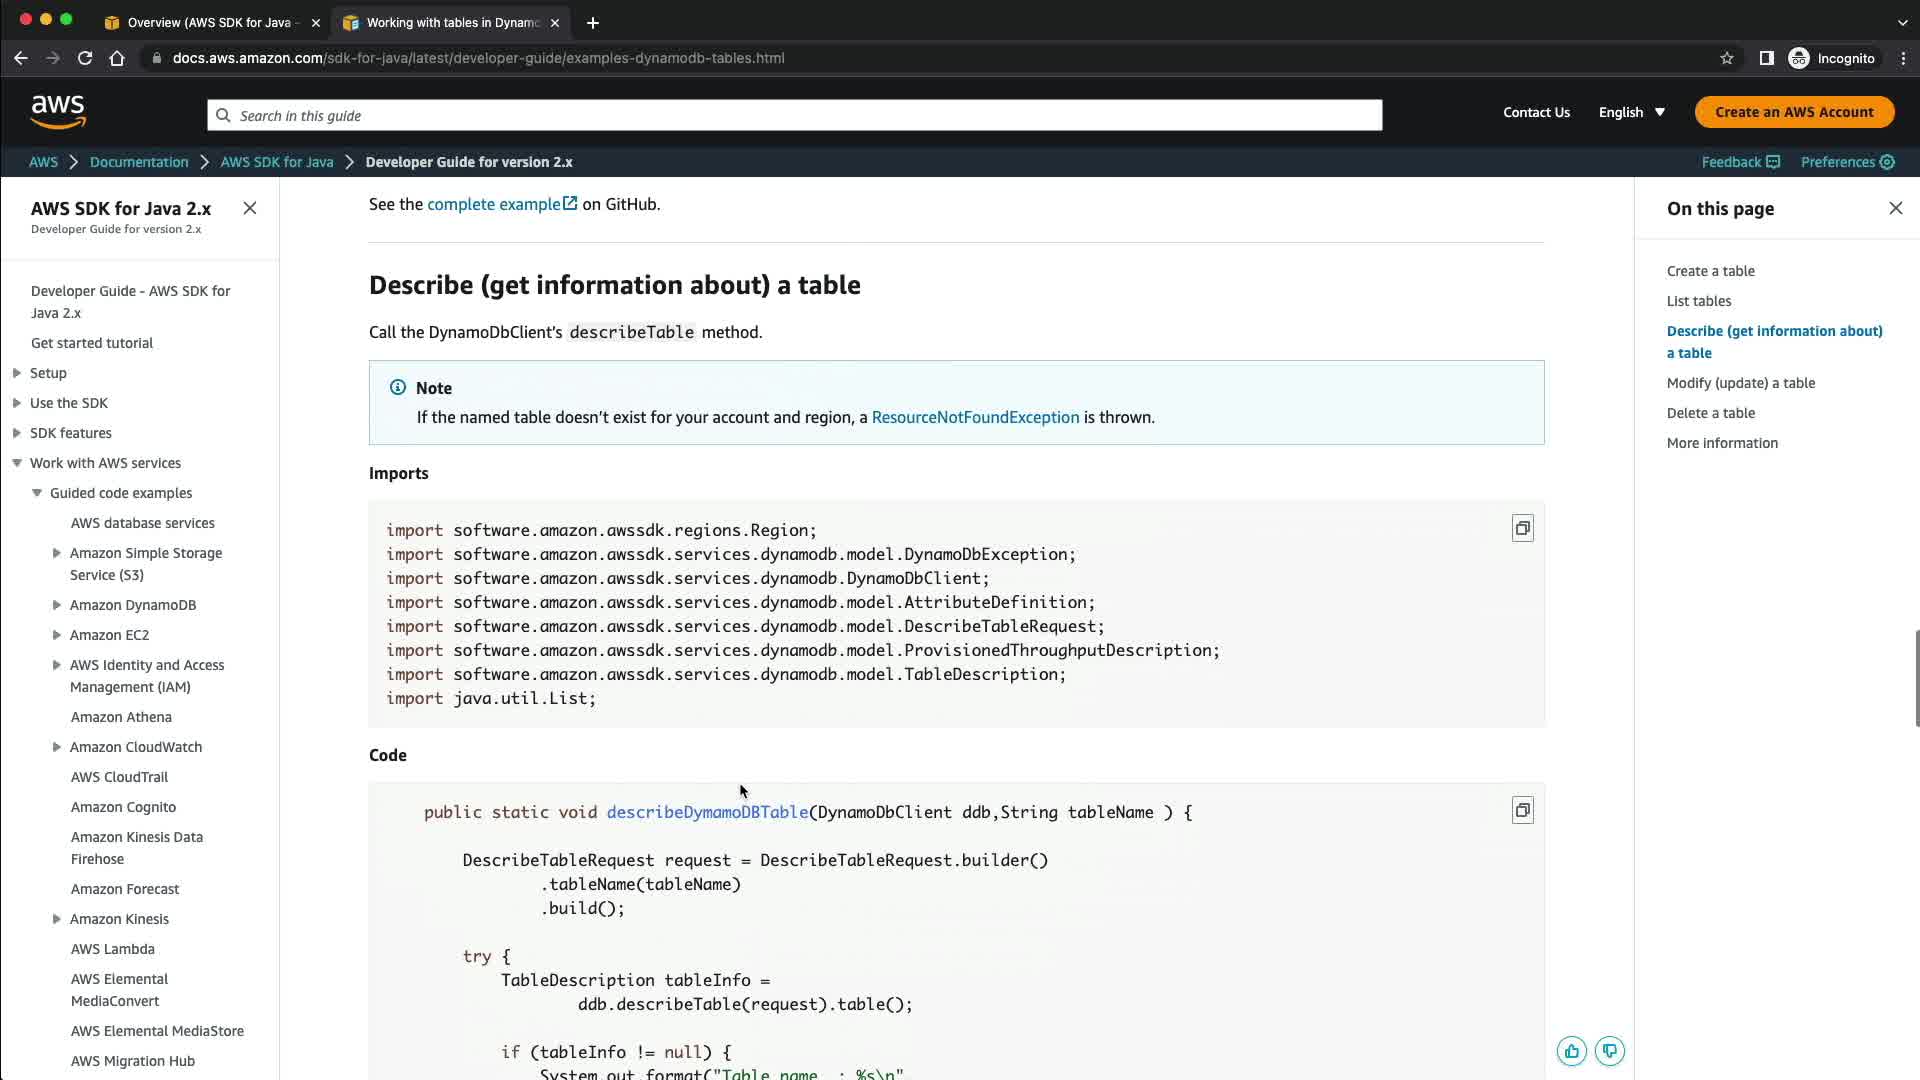 Overview (AWS SDK for Java -
Working with tables in Dynamo
docs.aws.amazon.com/sdk-for-java/latest/developer-guide/examples-dynamodb-tables.html
Incognito
aws
Search in this guide
Contact Us
English
Create an AWS Account
AWS
Documentation
AWS SDK for Java
Developer Guide for version 2.x
Feedback
Preferences
AWS SDK for Java 2.x
Developer Guide for version 2.x
Developer Guide - AWS SDK for
Java 2.x
Get started tutorial
Setup
Use the SDK
SDK features
Work with AWS services
Guided code examples
AWS database services
Amazon Simple Storage
Service (S3)
Amazon DynamoDB
Amazon EC2
AWS Identity and Access
Management (IAM)
Amazon Athena
Amazon CloudWatch
AWS CloudTrail
Amazon Cognito
Amazon Kinesis Data
Firehose
Amazon Forecast
Amazon Kinesis
AWS Lambda
AWS Elemental
MediaConvert
AWS Elemental MediaStore
AWS Migration Hub
See the complete example on GitHub.
Describe (get information about) a table
Call the DynamoDbClient's describeTable method.
Note
If the named table doesn't exist for your account and region, a ResourceNotFoundException is thrown.
Imports
import software.amazon.awssdk.regions.Region;
import software.amazon.awssdk.services.dynamodb.model.DynamoDbException;
import software.amazon.awssdk.services.dynamodb.DynamoDbClient;
import software.amazon.awssdk.services.dynamodb.model.AttributeDefinition;
import software.amazon.awssdk.services.dynamodb.model.DescribeTableRequest;
import software.amazon.awssdk.services.dynamodb.model.ProvisionedThroughputDescription;
import software.amazon.awssdk.services.dynamodb.model.TableDescription;
import java.util.List;
Code
public static void describeDymamoDBTable(DynamoDbClient ddb,String tableName ) {
DescribeTableRequest request = DescribeTableRequest.builder()
.tableName(tableName)
.build();
try {
TableDescription tableInfo =
ddb.describeTable(request).table();
if (tableInfo != null) {
System.out.format("Table name  : %s\n",
On this page
Create a table
List tables
Describe (get information about)
a table
Modify (update) a table
Delete a table
More information